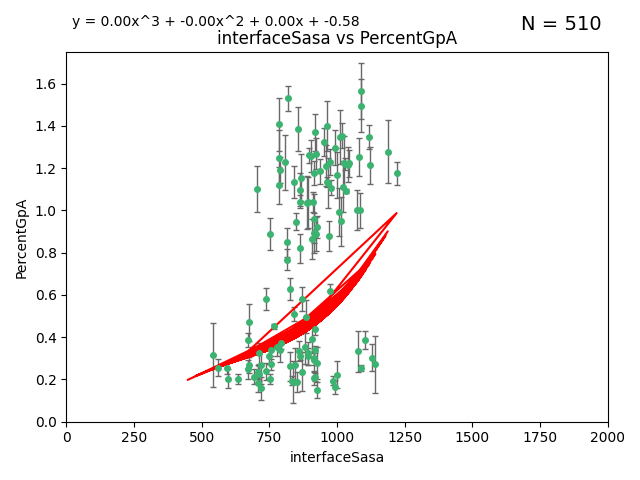 y = 0.00x^3 + -0.00x^2 + 0.00x + -0.58
N = 510
interfaceSasa vs PercentGpA
PercentGpA
1.6
1.4
1.2
1.0
0.8
0.6
0.4
0.2
0.0
0 250 500 750 1000 1250 1500 1750 2000
interfaceSasa